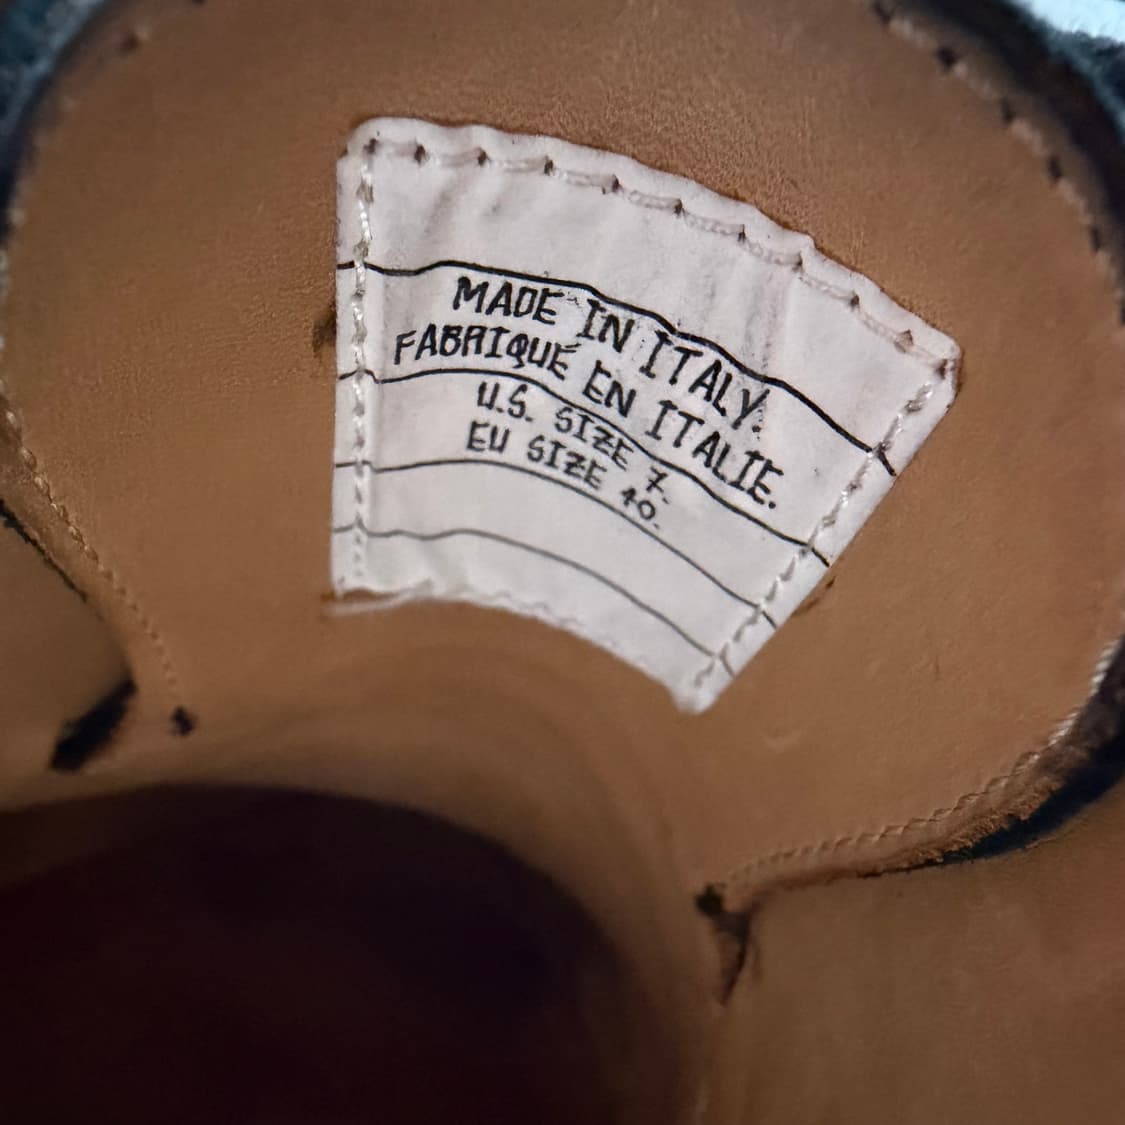 MADE IN ITALY.
FABRIQUÉ EN ITALIE.
U.S. SIZE 7.
EU SIZE 40.